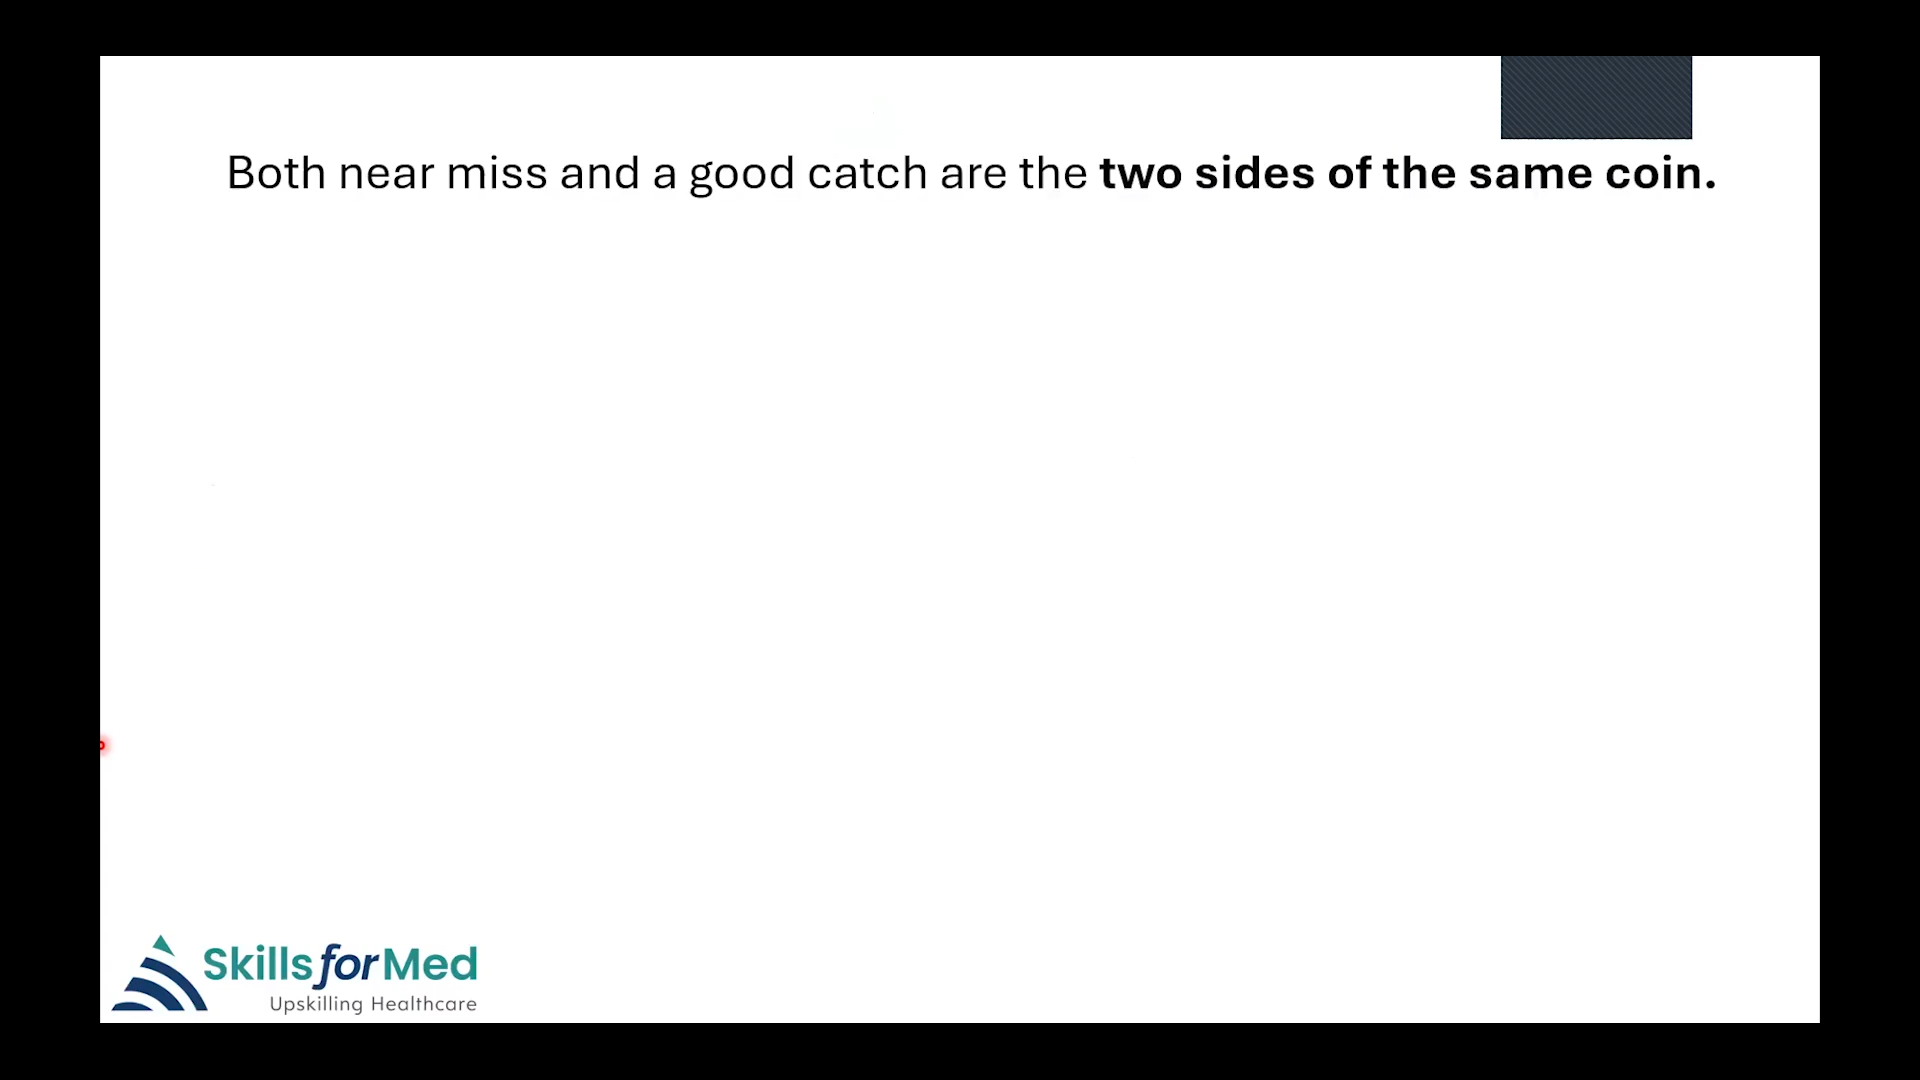 Both near miss and a good catch are the two sides of the same coin.
SkillsforMed
Upskilling Healthcare